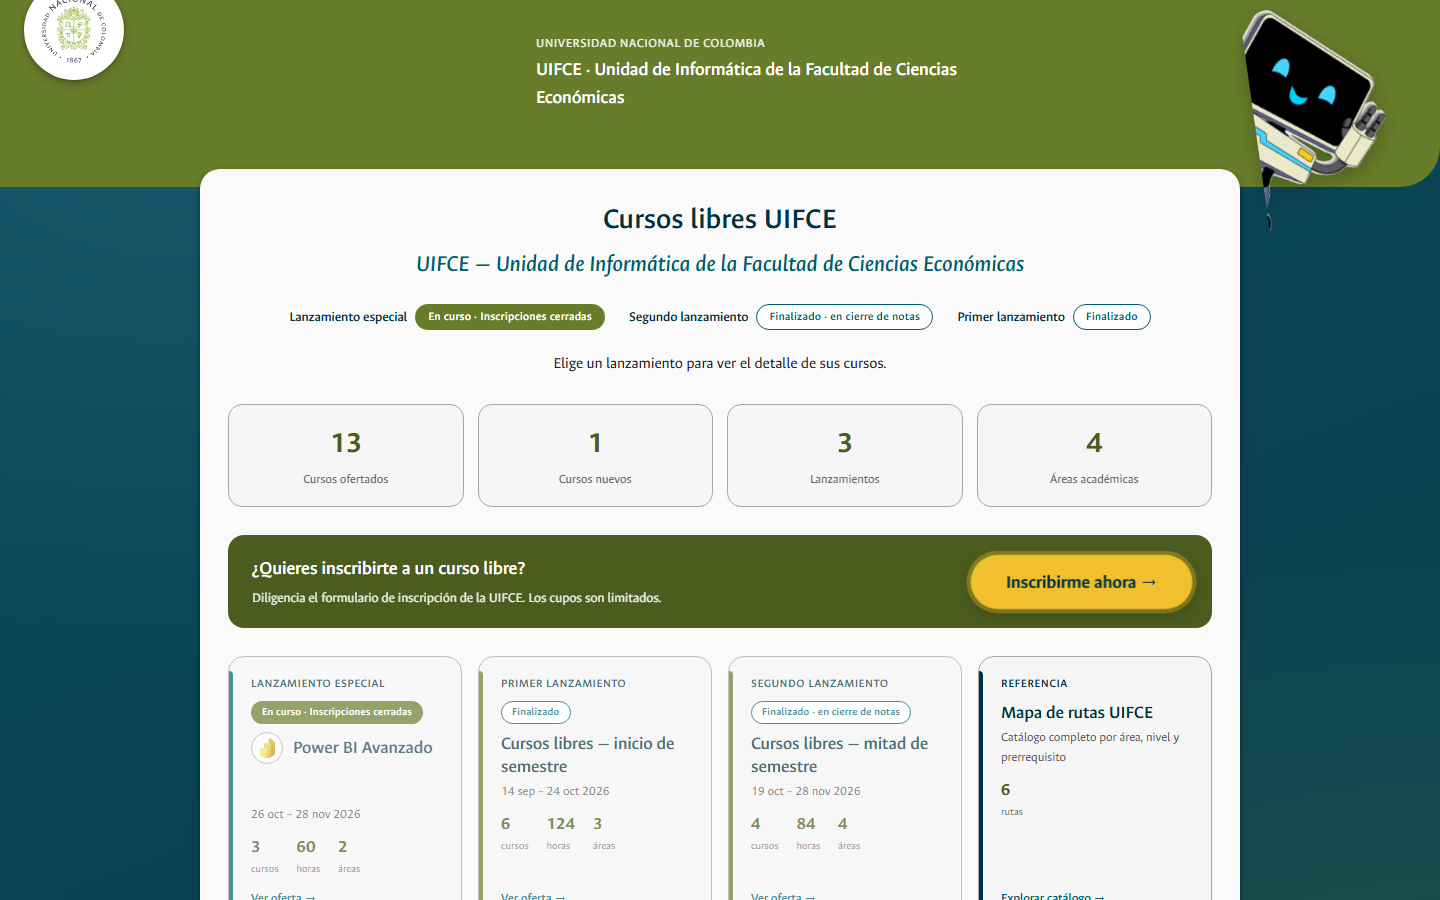 UNIVERSIDAD NACIONAL DE COLOMBIA
· 1867 ·
UNIVERSIDAD NACIONAL DE COLOMBIA
UIFCE · Unidad de Informática de la Facultad de Ciencias
Económicas
Cursos libres UIFCE
UIFCE — Unidad de Informática de la Facultad de Ciencias Económicas
Lanzamiento especial En curso · Inscripciones cerradas Segundo lanzamiento Finalizado · en cierre de notas Primer lanzamiento Finalizado
Elige un lanzamiento para ver el detalle de sus cursos.
13
Cursos ofertados
1
Cursos nuevos
3
Lanzamientos
4
Áreas académicas
¿Quieres inscribirte a un curso libre?
Diligencia el formulario de inscripción de la UIFCE. Los cupos son limitados.
Inscribirme ahora →
LANZAMIENTO ESPECIAL
En curso · Inscripciones cerradas
Power BI Avanzado
26 oct – 28 nov 2026
3 60 2
cursos horas áreas
Ver oferta →
PRIMER LANZAMIENTO
Finalizado
Cursos libres — inicio de
semestre
14 sep – 24 oct 2026
6 124 3
cursos horas áreas
Ver oferta →
SEGUNDO LANZAMIENTO
Finalizado · en cierre de notas
Cursos libres — mitad de
semestre
19 oct – 28 nov 2026
4 84 4
cursos horas áreas
Ver oferta →
REFERENCIA
Mapa de rutas UIFCE
Catálogo completo por área, nivel y
prerrequisito
6
rutas
Explorar catálogo →